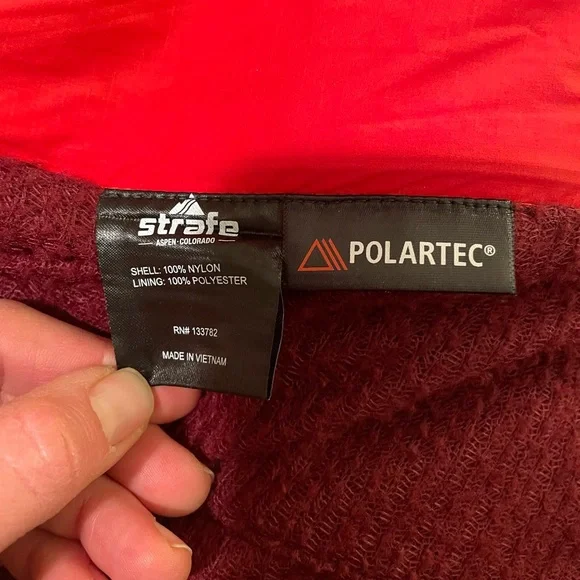 strafe
ASPEN·COLORADO
SHELL: 100% NYLON
LINING: 100% POLYESTER
RN# 133782
MADE IN VIETNAM
POLARTEC®